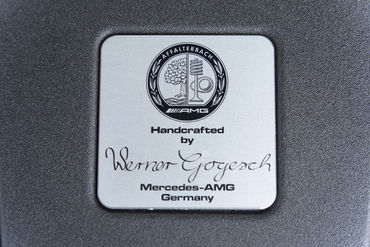 AFFALTERBACH
AMG
Handcrafted
by
Werner Gogesch
Mercedes-AMG
Germany